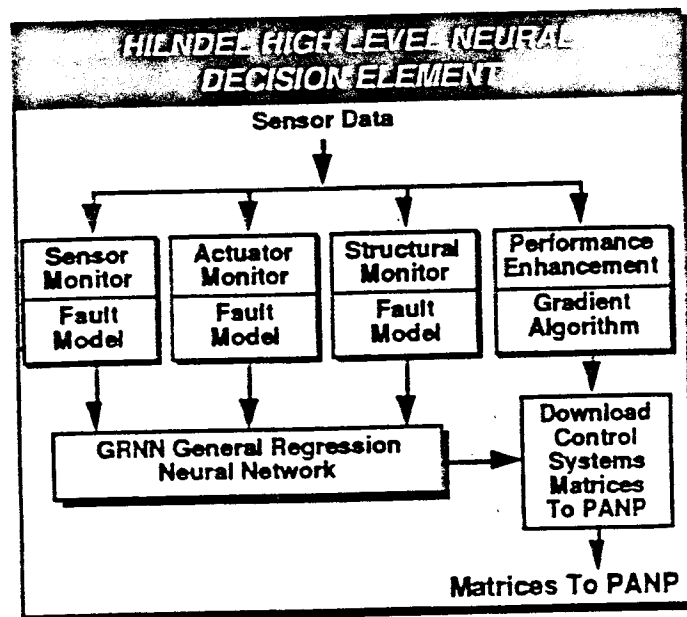 HILNDEL HIGH LEVEL NEURAL
DECISION ELEMENT
Sensor Data
Sensor
Monitor
Fault
Model
Actuator
Monitor
Fault
Model
Structural
Monitor
Fault
Model
Performance
Enhancement
Gradient
Algorithm
GRNN General Regression
Neural Network
Download
Control
Systems
Matrices
To PANP
Matrices To PANP